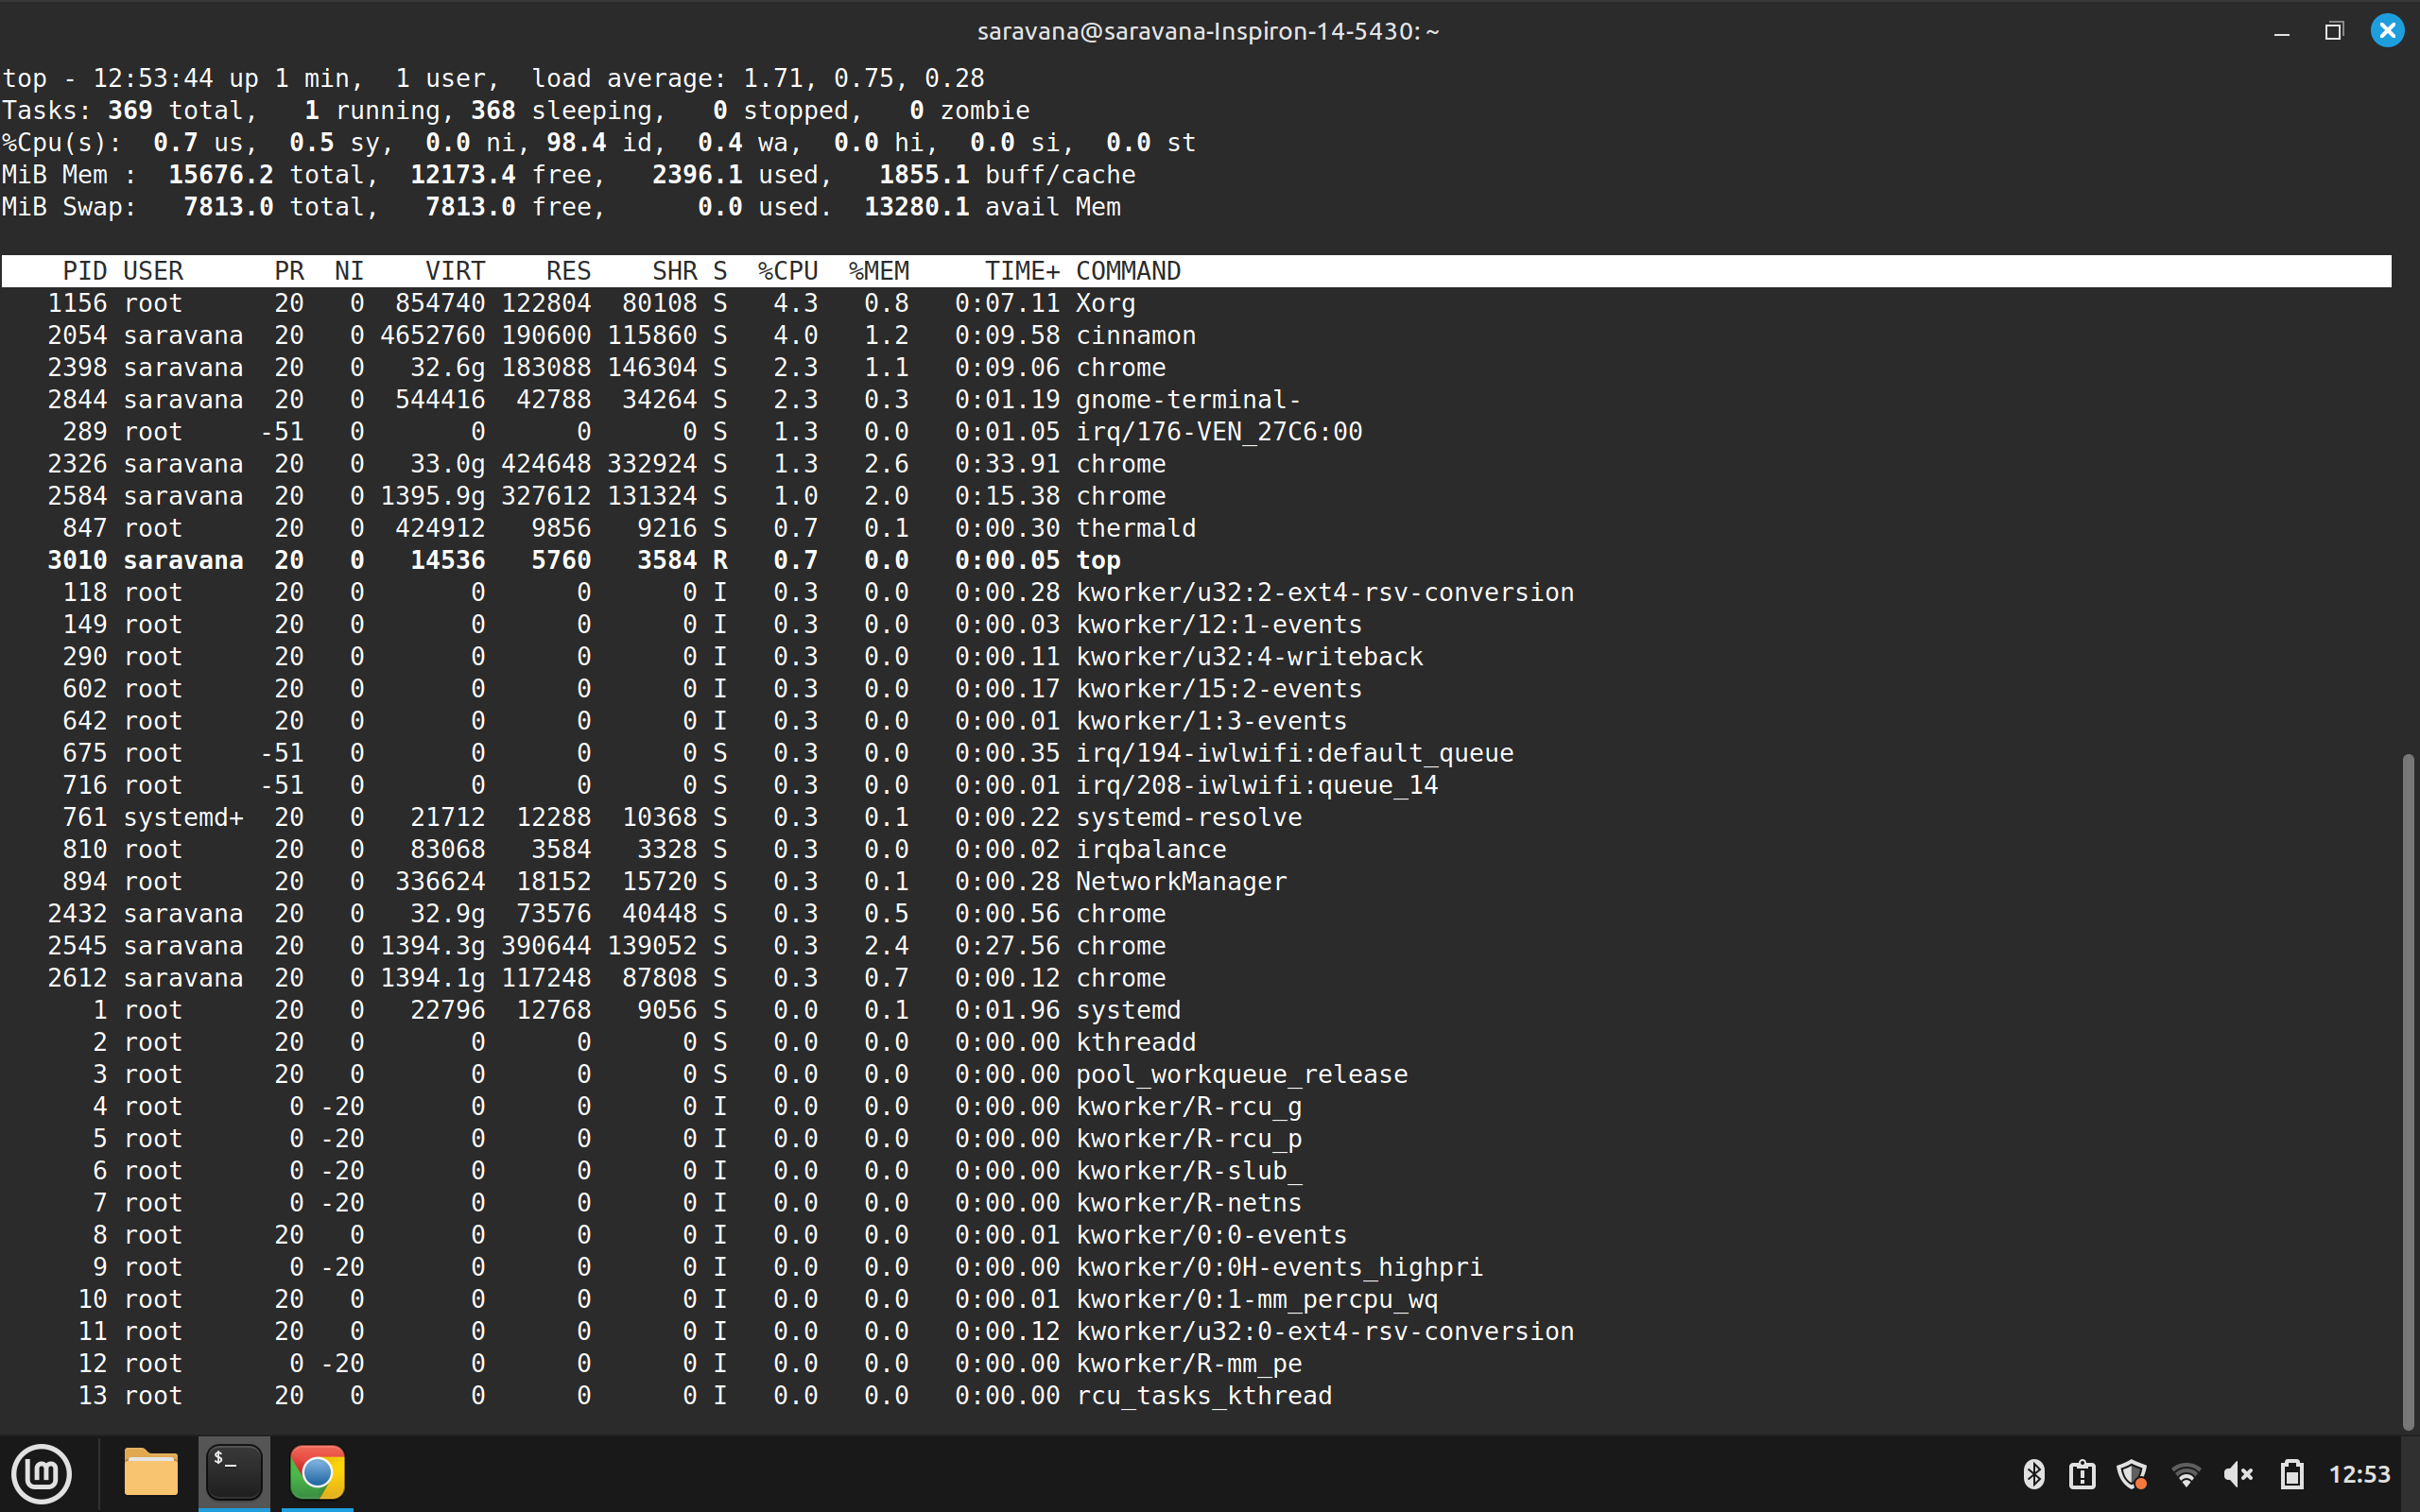 saravana@saravana-Inspiron-14-5430: ~
top - 12:53:44 up 1 min,  1 user,  load average: 1.71, 0.75, 0.28
Tasks: 369 total,   1 running, 368 sleeping,   0 stopped,   0 zombie
%Cpu(s):  0.7 us,  0.5 sy,  0.0 ni, 98.4 id,  0.4 wa,  0.0 hi,  0.0 si,  0.0 st
MiB Mem :  15676.2 total,  12173.4 free,   2396.1 used,   1855.1 buff/cache
MiB Swap:   7813.0 total,   7813.0 free,      0.0 used.  13280.1 avail Mem
PID USER      PR  NI    VIRT    RES    SHR S  %CPU  %MEM     TIME+ COMMAND
1156 root      20   0  854740 122804  80108 S   4.3   0.8   0:07.11 Xorg
2054 saravana  20   0 4652760 190600 115860 S   4.0   1.2   0:09.58 cinnamon
2398 saravana  20   0   32.6g 183088 146304 S   2.3   1.1   0:09.06 chrome
2844 saravana  20   0  544416  42788  34264 S   2.3   0.3   0:01.19 gnome-terminal-
289 root     -51   0       0      0      0 S   1.3   0.0   0:01.05 irq/176-VEN_27C6:00
2326 saravana  20   0   33.0g 424648 332924 S   1.3   2.6   0:33.91 chrome
2584 saravana  20   0 1395.9g 327612 131324 S   1.0   2.0   0:15.38 chrome
847 root      20   0  424912   9856   9216 S   0.7   0.1   0:00.30 thermald
3010 saravana  20   0   14536   5760   3584 R   0.7   0.0   0:00.05 top
118 root      20   0       0      0      0 I   0.3   0.0   0:00.28 kworker/u32:2-ext4-rsv-conversion
149 root      20   0       0      0      0 I   0.3   0.0   0:00.03 kworker/12:1-events
290 root      20   0       0      0      0 I   0.3   0.0   0:00.11 kworker/u32:4-writeback
602 root      20   0       0      0      0 I   0.3   0.0   0:00.17 kworker/15:2-events
642 root      20   0       0      0      0 I   0.3   0.0   0:00.01 kworker/1:3-events
675 root     -51   0       0      0      0 S   0.3   0.0   0:00.35 irq/194-iwlwifi:default_queue
716 root     -51   0       0      0      0 S   0.3   0.0   0:00.01 irq/208-iwlwifi:queue_14
761 systemd+  20   0   21712  12288  10368 S   0.3   0.1   0:00.22 systemd-resolve
810 root      20   0   83068   3584   3328 S   0.3   0.0   0:00.02 irqbalance
894 root      20   0  336624  18152  15720 S   0.3   0.1   0:00.28 NetworkManager
2432 saravana  20   0   32.9g  73576  40448 S   0.3   0.5   0:00.56 chrome
2545 saravana  20   0 1394.3g 390644 139052 S   0.3   2.4   0:27.56 chrome
2612 saravana  20   0 1394.1g 117248  87808 S   0.3   0.7   0:00.12 chrome
1 root      20   0   22796  12768   9056 S   0.0   0.1   0:01.96 systemd
2 root      20   0       0      0      0 S   0.0   0.0   0:00.00 kthreadd
3 root      20   0       0      0      0 S   0.0   0.0   0:00.00 pool_workqueue_release
4 root       0 -20       0      0      0 I   0.0   0.0   0:00.00 kworker/R-rcu_g
5 root       0 -20       0      0      0 I   0.0   0.0   0:00.00 kworker/R-rcu_p
6 root       0 -20       0      0      0 I   0.0   0.0   0:00.00 kworker/R-slub_
7 root       0 -20       0      0      0 I   0.0   0.0   0:00.00 kworker/R-netns
8 root      20   0       0      0      0 I   0.0   0.0   0:00.01 kworker/0:0-events
9 root       0 -20       0      0      0 I   0.0   0.0   0:00.00 kworker/0:0H-events_highpri
10 root      20   0       0      0      0 I   0.0   0.0   0:00.01 kworker/0:1-mm_percpu_wq
11 root      20   0       0      0      0 I   0.0   0.0   0:00.12 kworker/u32:0-ext4-rsv-conversion
12 root       0 -20       0      0      0 I   0.0   0.0   0:00.00 kworker/R-mm_pe
13 root      20   0       0      0      0 I   0.0   0.0   0:00.00 rcu_tasks_kthread
$_
12:53